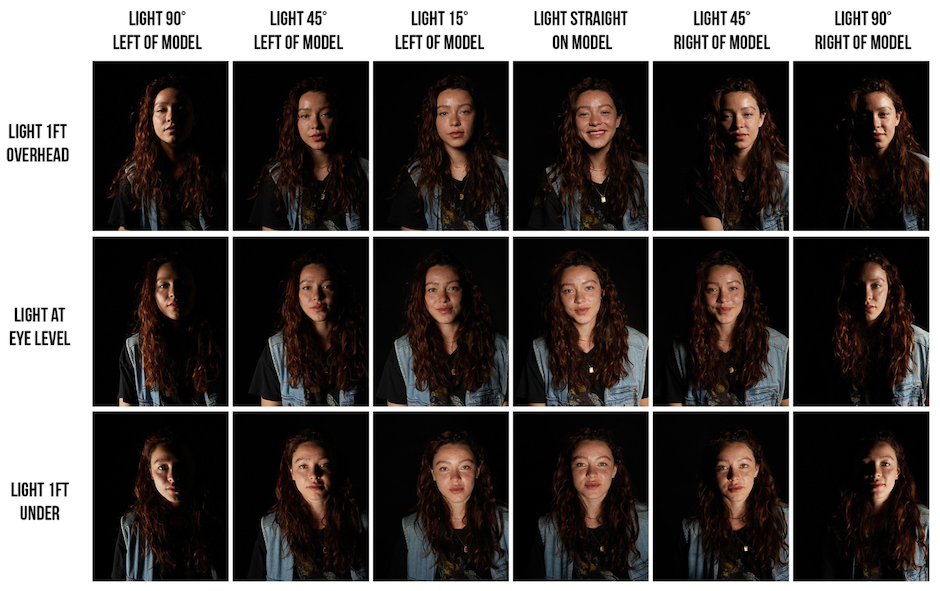 LIGHT 90°
LEFT OF MODEL
LIGHT 45°
LEFT OF MODEL
LIGHT 15°
LEFT OF MODEL
LIGHT STRAIGHT
ON MODEL
LIGHT 45°
RIGHT OF MODEL
LIGHT 90°
RIGHT OF MODEL
LIGHT 1FT
OVERHEAD
LIGHT AT
EYE LEVEL
LIGHT 1FT
UNDER